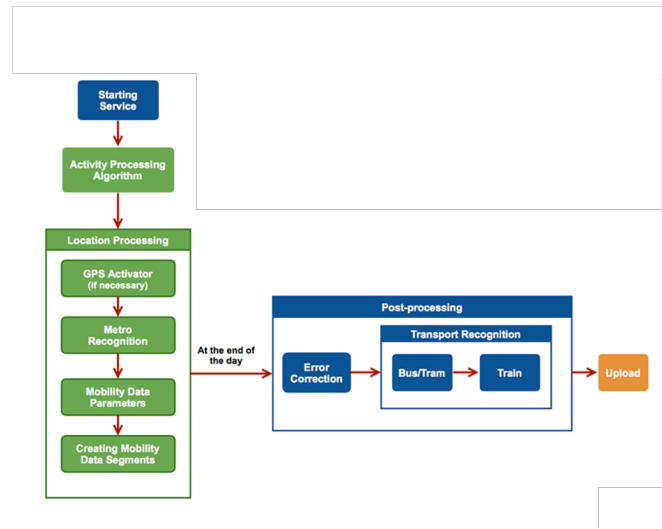 Starting
Service
Activity Processing
Algorithm
Location Processing
GPS Activator
(if necessary)
Metro
Recognition
Mobility Data
Parameters
Creating Mobility
Data Segments
At the end of
the day
Post-processing
Error
Correction
Transport Recognition
Bus/Tram
Train
Upload